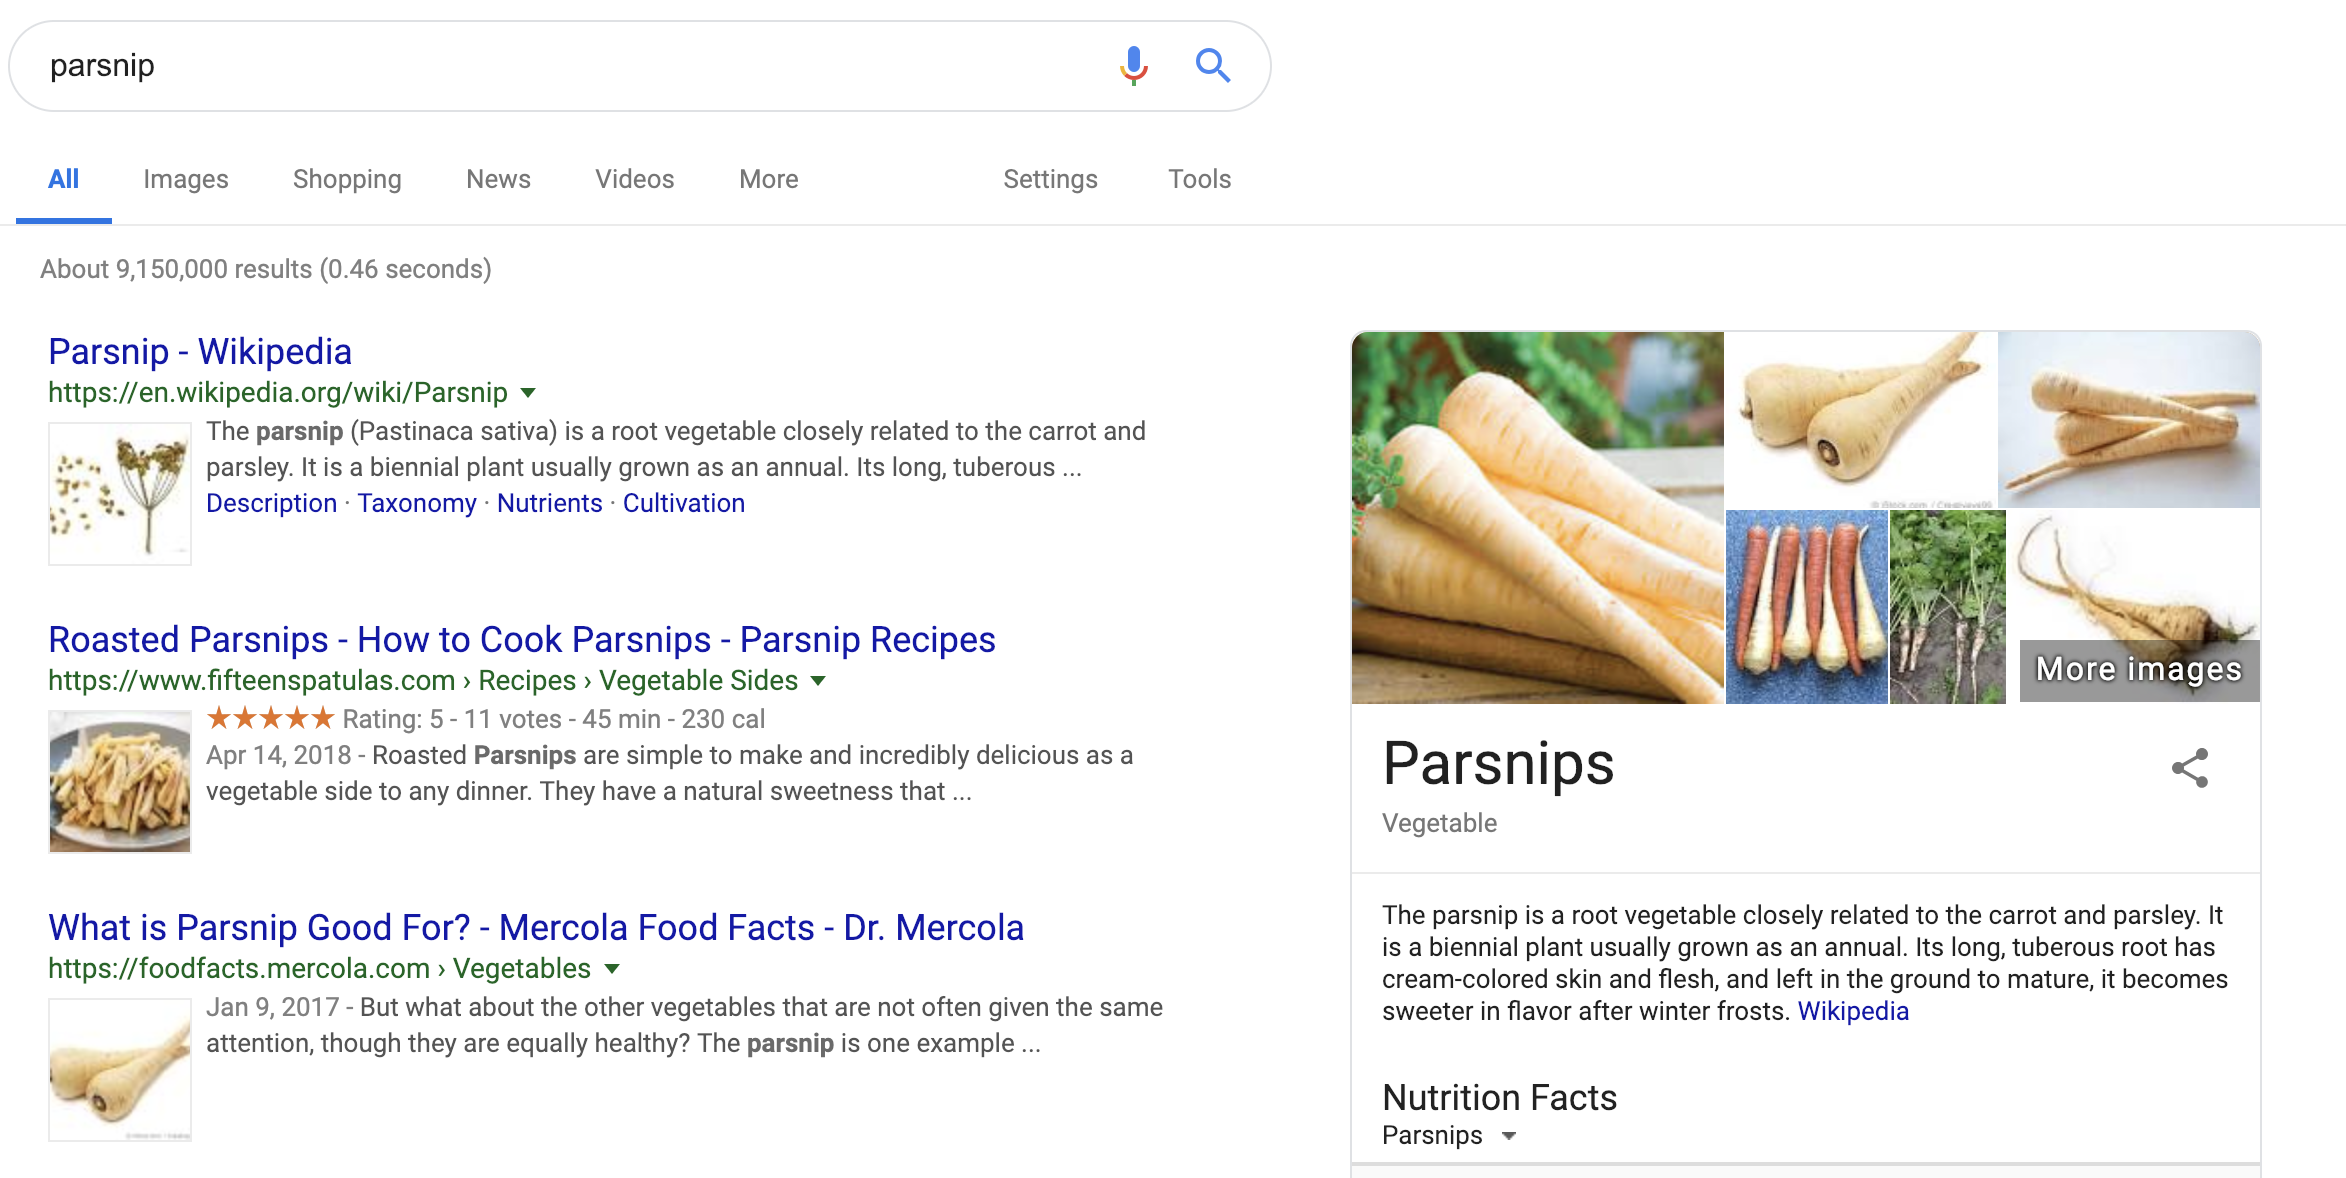 parsnip
All Images Shopping News Videos More Settings Tools
About 9,150,000 results (0.46 seconds)
Parsnip - Wikipedia
https://en.wikipedia.org/wiki/Parsnip
The parsnip (Pastinaca sativa) is a root vegetable closely related to the carrot and
parsley. It is a biennial plant usually grown as an annual. Its long, tuberous ...
Description · Taxonomy · Nutrients · Cultivation
Roasted Parsnips - How to Cook Parsnips - Parsnip Recipes
https://www.fifteenspatulas.com › Recipes › Vegetable Sides
Rating: 5 - 11 votes - 45 min - 230 cal
Apr 14, 2018 - Roasted Parsnips are simple to make and incredibly delicious as a
vegetable side to any dinner. They have a natural sweetness that ...
What is Parsnip Good For? - Mercola Food Facts - Dr. Mercola
https://foodfacts.mercola.com › Vegetables
Jan 9, 2017 - But what about the other vegetables that are not often given the same
attention, though they are equally healthy? The parsnip is one example ...
More images
Parsnips
Vegetable
The parsnip is a root vegetable closely related to the carrot and parsley. It
is a biennial plant usually grown as an annual. Its long, tuberous root has
cream-colored skin and flesh, and left in the ground to mature, it becomes
sweeter in flavor after winter frosts. Wikipedia
Nutrition Facts
Parsnips